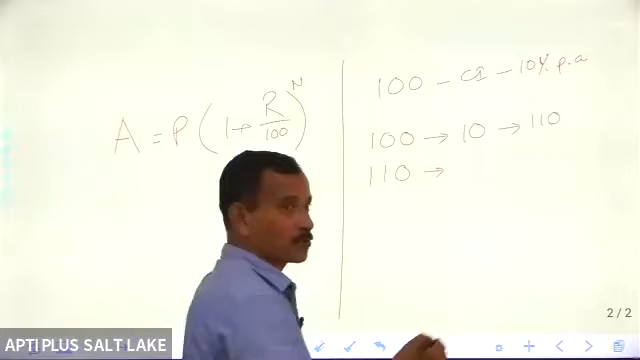 A = P(1+R/100)^N
100 - CI - 10% p.a
100 → 10 → 110
110 →
2/2
APTI PLUS SALT LAKE